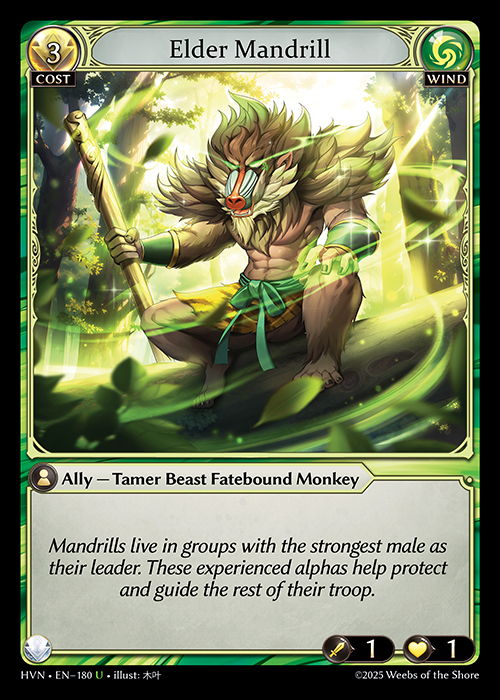 3
Elder Mandrill
COST
WIND
Ally — Tamer Beast Fatebound Monkey
Mandrills live in groups with the strongest male as
their leader. These experienced alphas help protect
and guide the rest of their troop.
1
1
HVN • EN–180 U • illust: 木叶
©2025 Weebs of the Shore